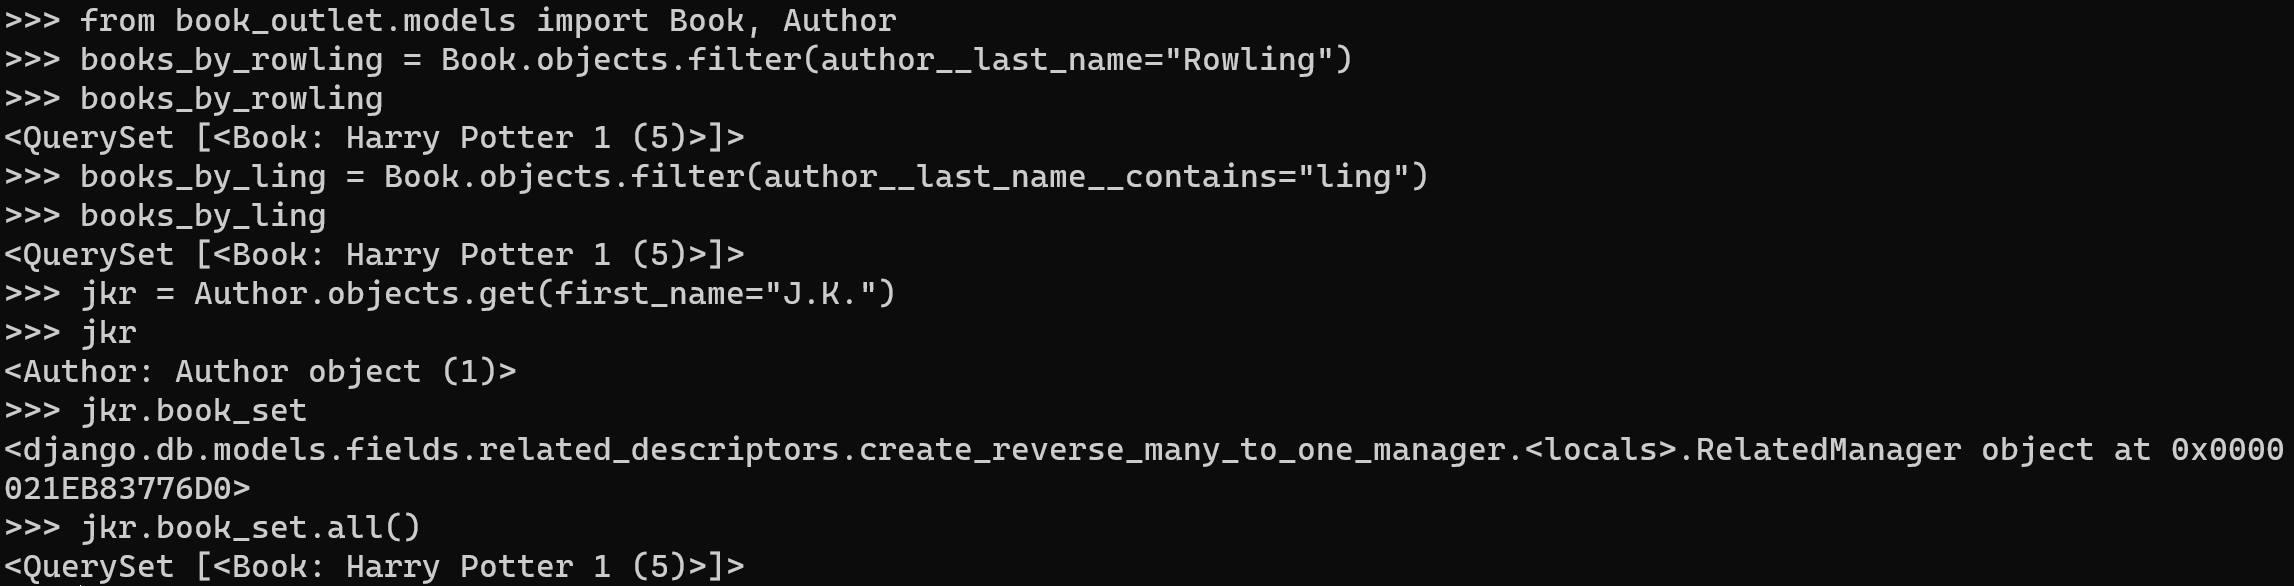 >>> from book_outlet.models import Book, Author
>>> books_by_rowling = Book.objects.filter(author__last_name="Rowling")
>>> books_by_rowling
<QuerySet [<Book: Harry Potter 1 (5)>]>
>>> books_by_ling = Book.objects.filter(author__last_name__contains="ling")
>>> books_by_ling
<QuerySet [<Book: Harry Potter 1 (5)>]>
>>> jkr = Author.objects.get(first_name="J.K.")
>>> jkr
<Author: Author object (1)>
>>> jkr.book_set
<django.db.models.fields.related_descriptors.create_reverse_many_to_one_manager.<locals>.RelatedManager object at 0x0000
021EB83776D0>
>>> jkr.book_set.all()
<QuerySet [<Book: Harry Potter 1 (5)>]>